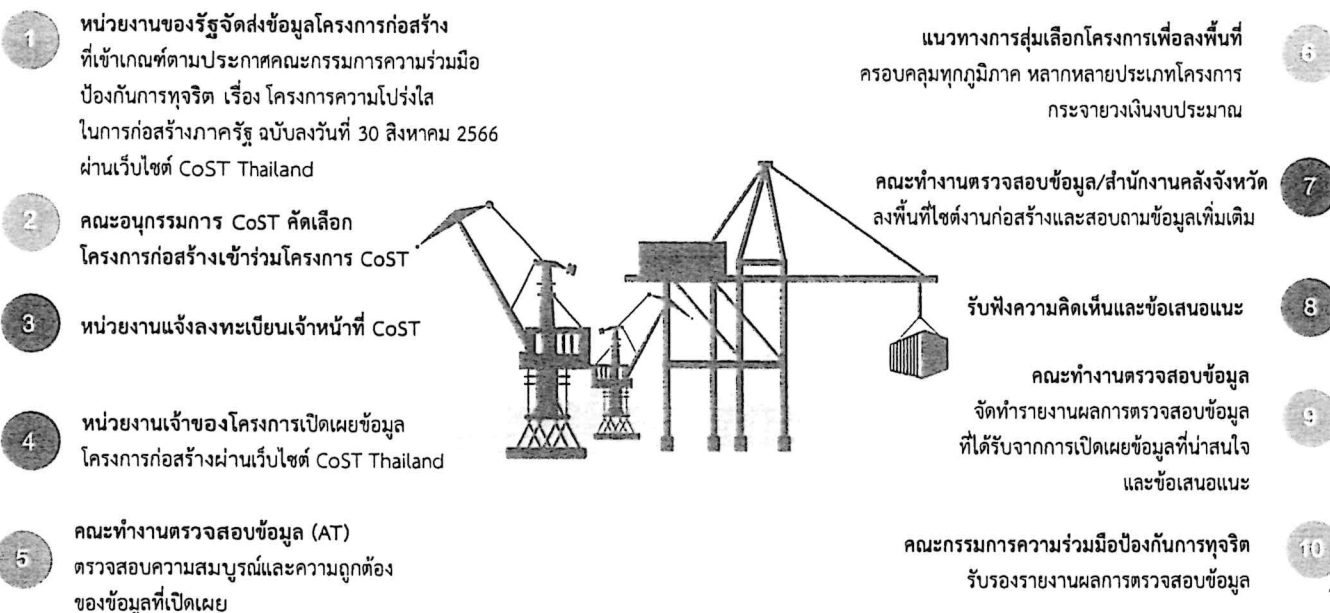 1
หน่วยงานของรัฐจัดส่งข้อมูลโครงการก่อสร้าง
ที่เข้าเกณฑ์ตามประกาศคณะกรรมการความร่วมมือ
ป้องกันการทุจริต เรื่อง โครงการความโปร่งใส
ในการก่อสร้างภาครัฐ ฉบับลงวันที่ 30 สิงหาคม 2566
ผ่านเว็บไซต์ CoST Thailand
2
คณะอนุกรรมการ CoST คัดเลือก
โครงการก่อสร้างเข้าร่วมโครงการ CoST
3
หน่วยงานแจ้งลงทะเบียนเจ้าหน้าที่ CoST
4
หน่วยงานเจ้าของโครงการเปิดเผยข้อมูล
โครงการก่อสร้างผ่านเว็บไซต์ CoST Thailand
5
คณะทำงานตรวจสอบข้อมูล (AT)
ตรวจสอบความสมบูรณ์และความถูกต้อง
ของข้อมูลที่เปิดเผย
6
แนวทางการสุ่มเลือกโครงการเพื่อลงพื้นที่
ครอบคลุมทุกภูมิภาค หลากหลายประเภทโครงการ
กระจายวงเงินงบประมาณ
7
คณะทำงานตรวจสอบข้อมูล/สำนักงานคลังจังหวัด
ลงพื้นที่ไซต์งานก่อสร้างและสอบถามข้อมูลเพิ่มเติม
8
รับฟังความคิดเห็นและข้อเสนอแนะ
9
คณะทำงานตรวจสอบข้อมูล
จัดทำรายงานผลการตรวจสอบข้อมูล
ที่ได้รับจากการเปิดเผยข้อมูลที่น่าสนใจ
และข้อเสนอแนะ
10
คณะกรรมการความร่วมมือป้องกันการทุจริต
รับรองรายงานผลการตรวจสอบข้อมูล